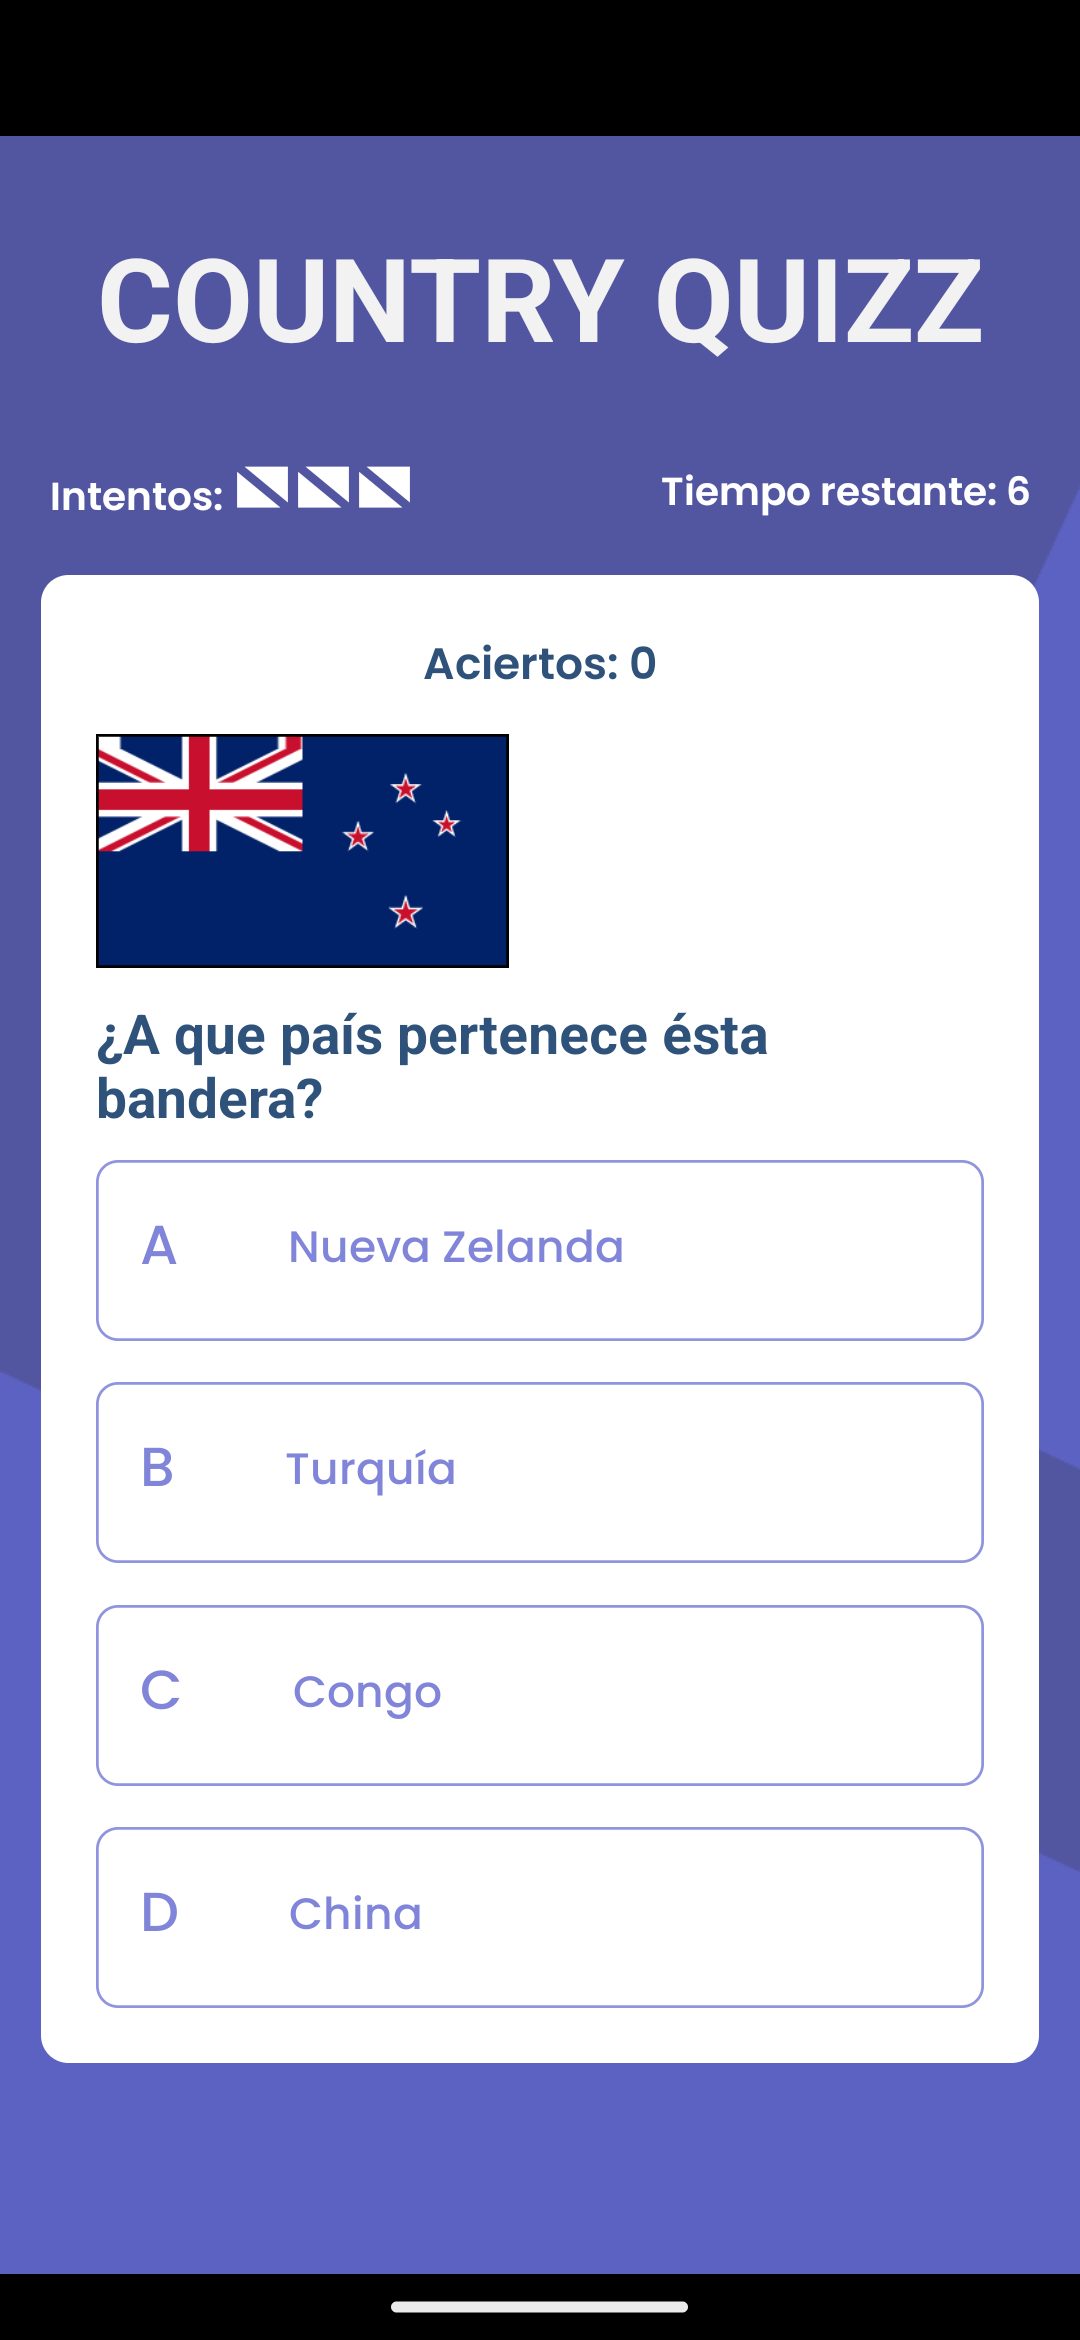 COUNTRY QUIZZ
Intentos:
Tiempo restante: 6
Aciertos: 0
¿A que país pertenece ésta
bandera?
A Nueva Zelanda
B Turquía
C Congo
D China